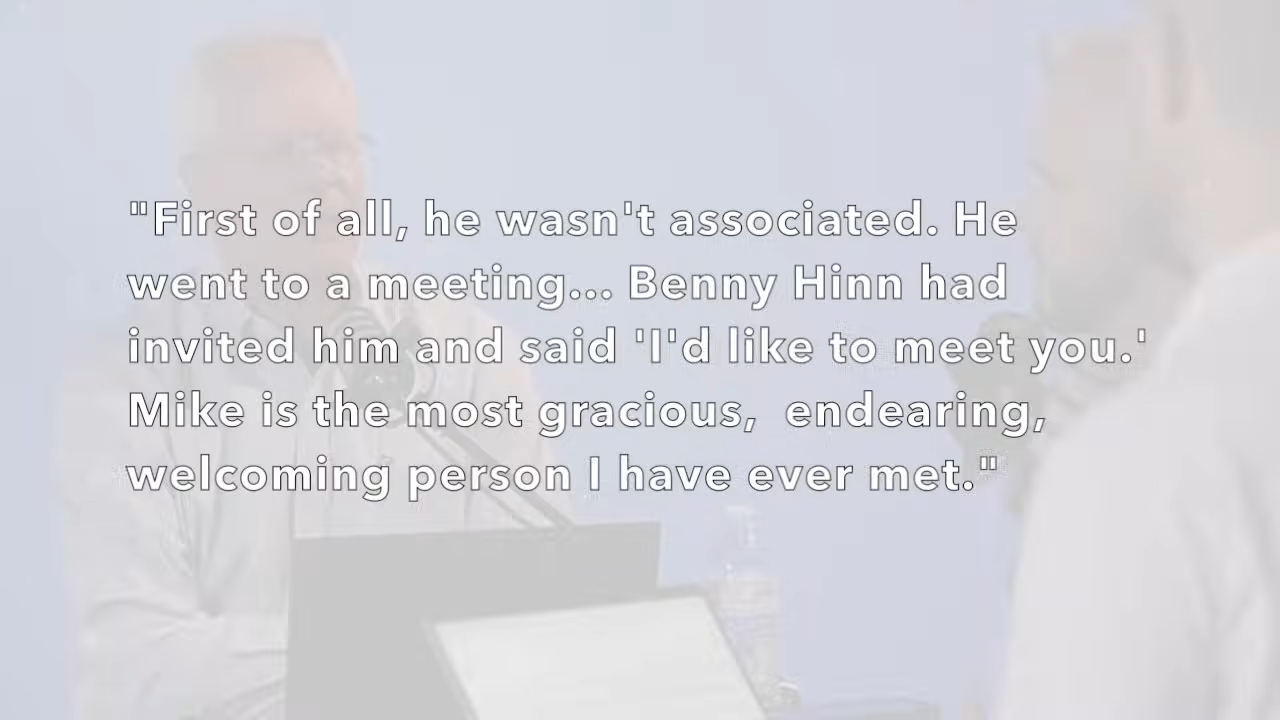 "First of all, he wasn't associated. He
went to a meeting... Benny Hinn had
invited him and said 'I'd like to meet you.'
Mike is the most gracious,  endearing,
welcoming person I have ever met."